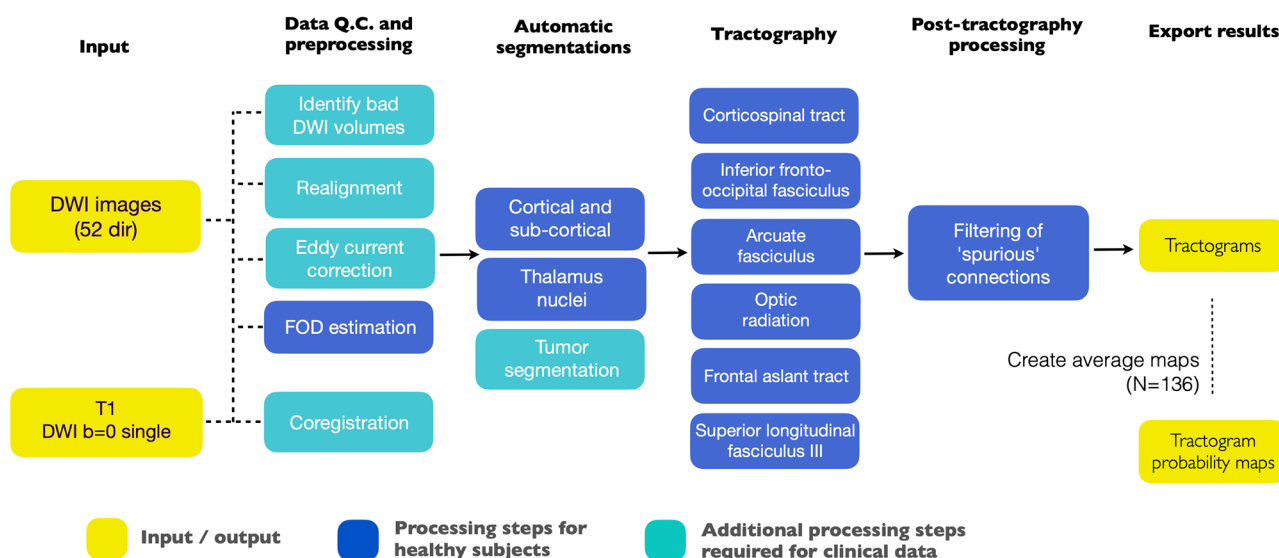 Input
Data Q.C. and
preprocessing
Automatic
segmentations
Tractography
Post-tractography
processing
Export results
DWI images
(52 dir)
T1
DWI b=0 single
Identify bad
DWI volumes
Realignment
Eddy current
correction
FOD estimation
Coregistration
Cortical and
sub-cortical
Thalamus
nuclei
Tumor
segmentation
Corticospinal tract
Inferior fronto-
occipital fasciculus
Arcuate
fasciculus
Optic
radiation
Frontal aslant tract
Superior longitudinal
fasciculus III
Filtering of
'spurious'
connections
Tractograms
Create average maps
(N=136)
Tractogram
probability maps
Input / output
Processing steps for
healthy subjects
Additional processing steps
required for clinical data